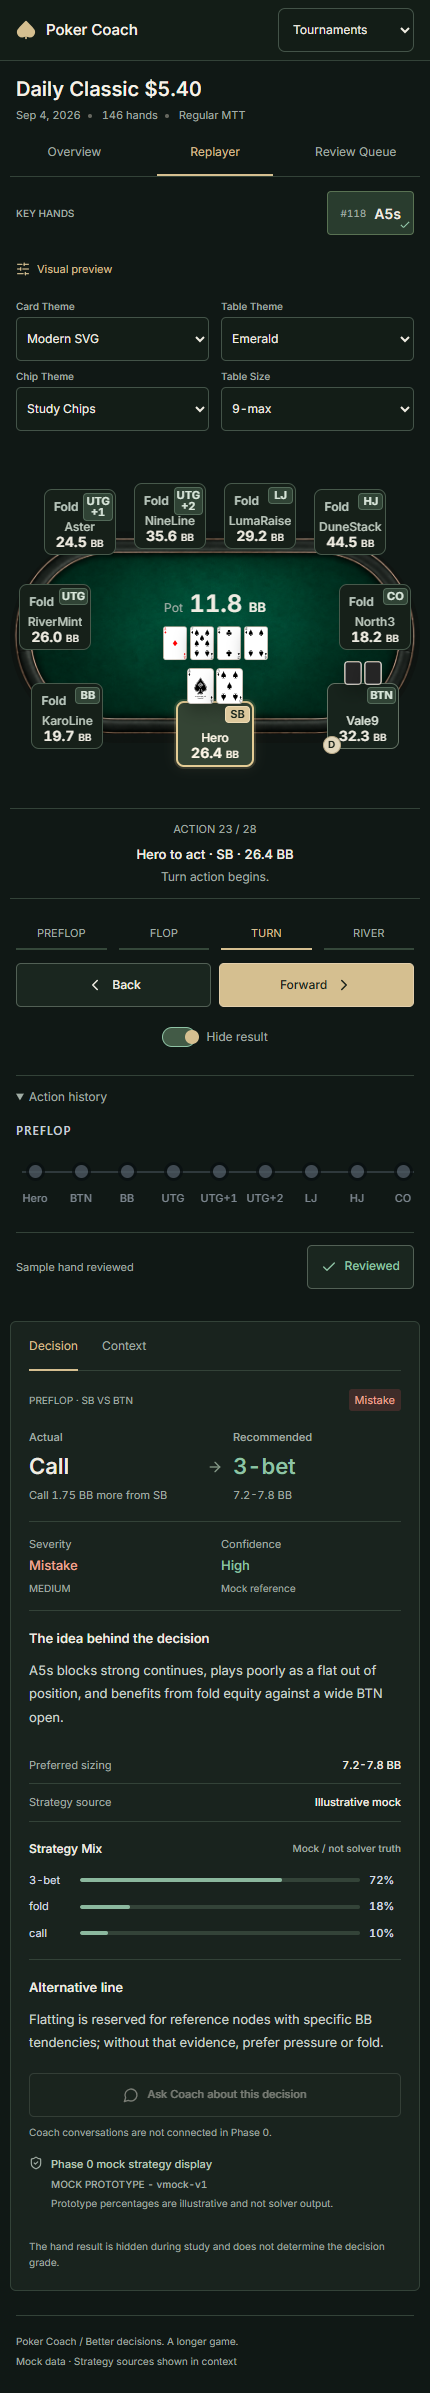 Poker Coach
Tournaments
Daily Classic $5.40
Sep 4, 2026 • 146 hands • Regular MTT
Overview
Replayer
Review Queue
KEY HANDS
#118 A5s
Visual preview
Card Theme
Table Theme
Modern SVG
Emerald
Chip Theme
Table Size
Study Chips
9-max
Fold UTG +1
Aster
24.5 BB
Fold UTG +2
NineLine
35.6 BB
Fold LJ
LumaRaise
29.2 BB
Fold HJ
DuneStack
44.5 BB
Fold UTG
RiverMint
26.0 BB
Pot 11.8 BB
Fold CO
North3
18.2 BB
Fold BB
KaroLine
19.7 BB
SB
Hero
26.4 BB
BTN
Vale9
D
32.3 BB
ACTION 23 / 28
Hero to act · SB · 26.4 BB
Turn action begins.
PREFLOP
FLOP
TURN
RIVER
Back
Forward
Hide result
▼ Action history
PREFLOP
Hero BTN BB UTG UTG+1 UTG+2 LJ HJ CO
Sample hand reviewed
Reviewed
Decision
Context
PREFLOP · SB VS BTN
Mistake
Actual
Recommended
Call → 3-bet
Call 1.75 BB more from SB
7.2-7.8 BB
Severity
Confidence
Mistake
High
MEDIUM
Mock reference
The idea behind the decision
A5s blocks strong continues, plays poorly as a flat out of
position, and benefits from fold equity against a wide BTN
open.
Preferred sizing 7.2-7.8 BB
Strategy source Illustrative mock
Strategy Mix Mock / not solver truth
3-bet 72%
fold 18%
call 10%
Alternative line
Flatting is reserved for reference nodes with specific BB
tendencies; without that evidence, prefer pressure or fold.
Ask Coach about this decision
Coach conversations are not connected in Phase 0.
Phase 0 mock strategy display
MOCK PROTOTYPE - vmock-v1
Prototype percentages are illustrative and not solver output.
The hand result is hidden during study and does not determine the decision
grade.
Poker Coach / Better decisions. A longer game.
Mock data · Strategy sources shown in context